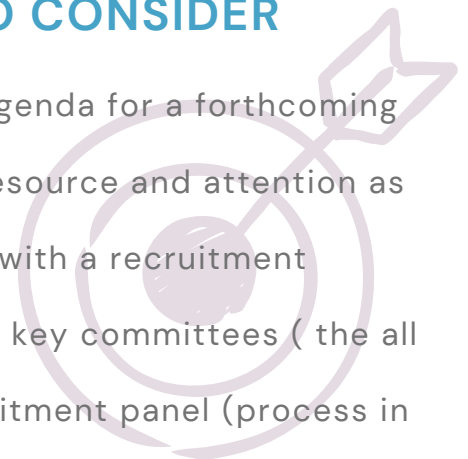 O CONSIDER
genda for a forthcoming
esource and attention as
with a recruitment
key committees ( the all
itment panel (process in